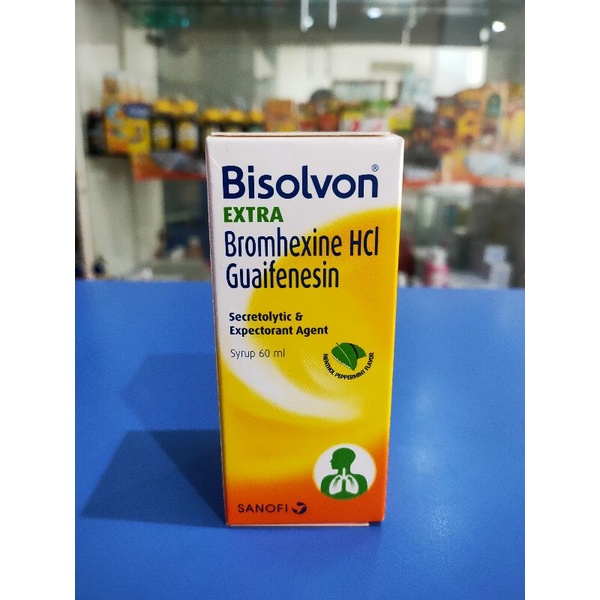 Bisolvon®
EXTRA
Bromhexine HCl
Guaifenesin
Secretolytic &
Expectorant Agent
Syrup 60 ml
MENTHOL PEPPERMINT FLAVOR
SANOFI